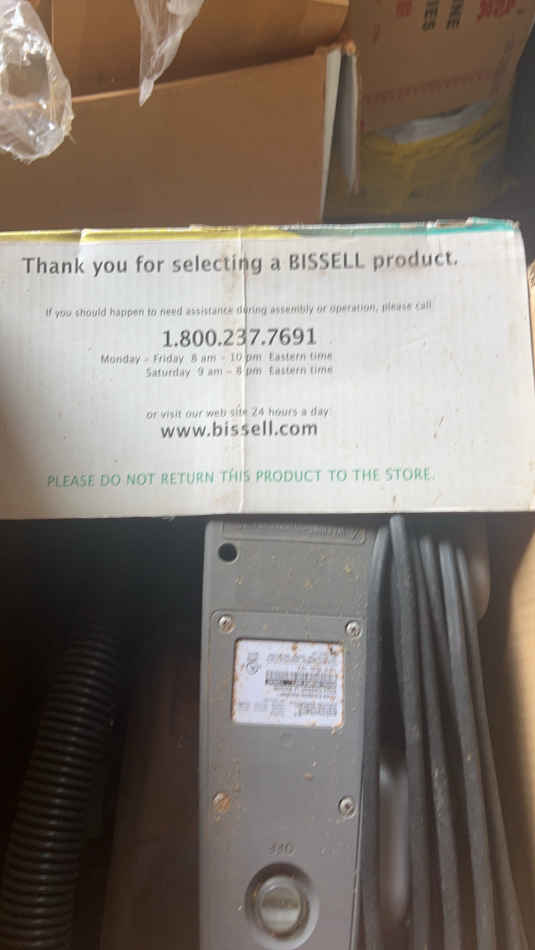 Thank you for selecting a BISSELL product.
If you should happen to need assistance during assembly or operation, please call:
1.800.237.7691
Monday - Friday 8 am - 10 pm Eastern time
Saturday 9 am - 8 pm Eastern time
or visit our web site 24 hours a day:
www.bissell.com
PLEASE DO NOT RETURN THIS PRODUCT TO THE STORE.
OFF